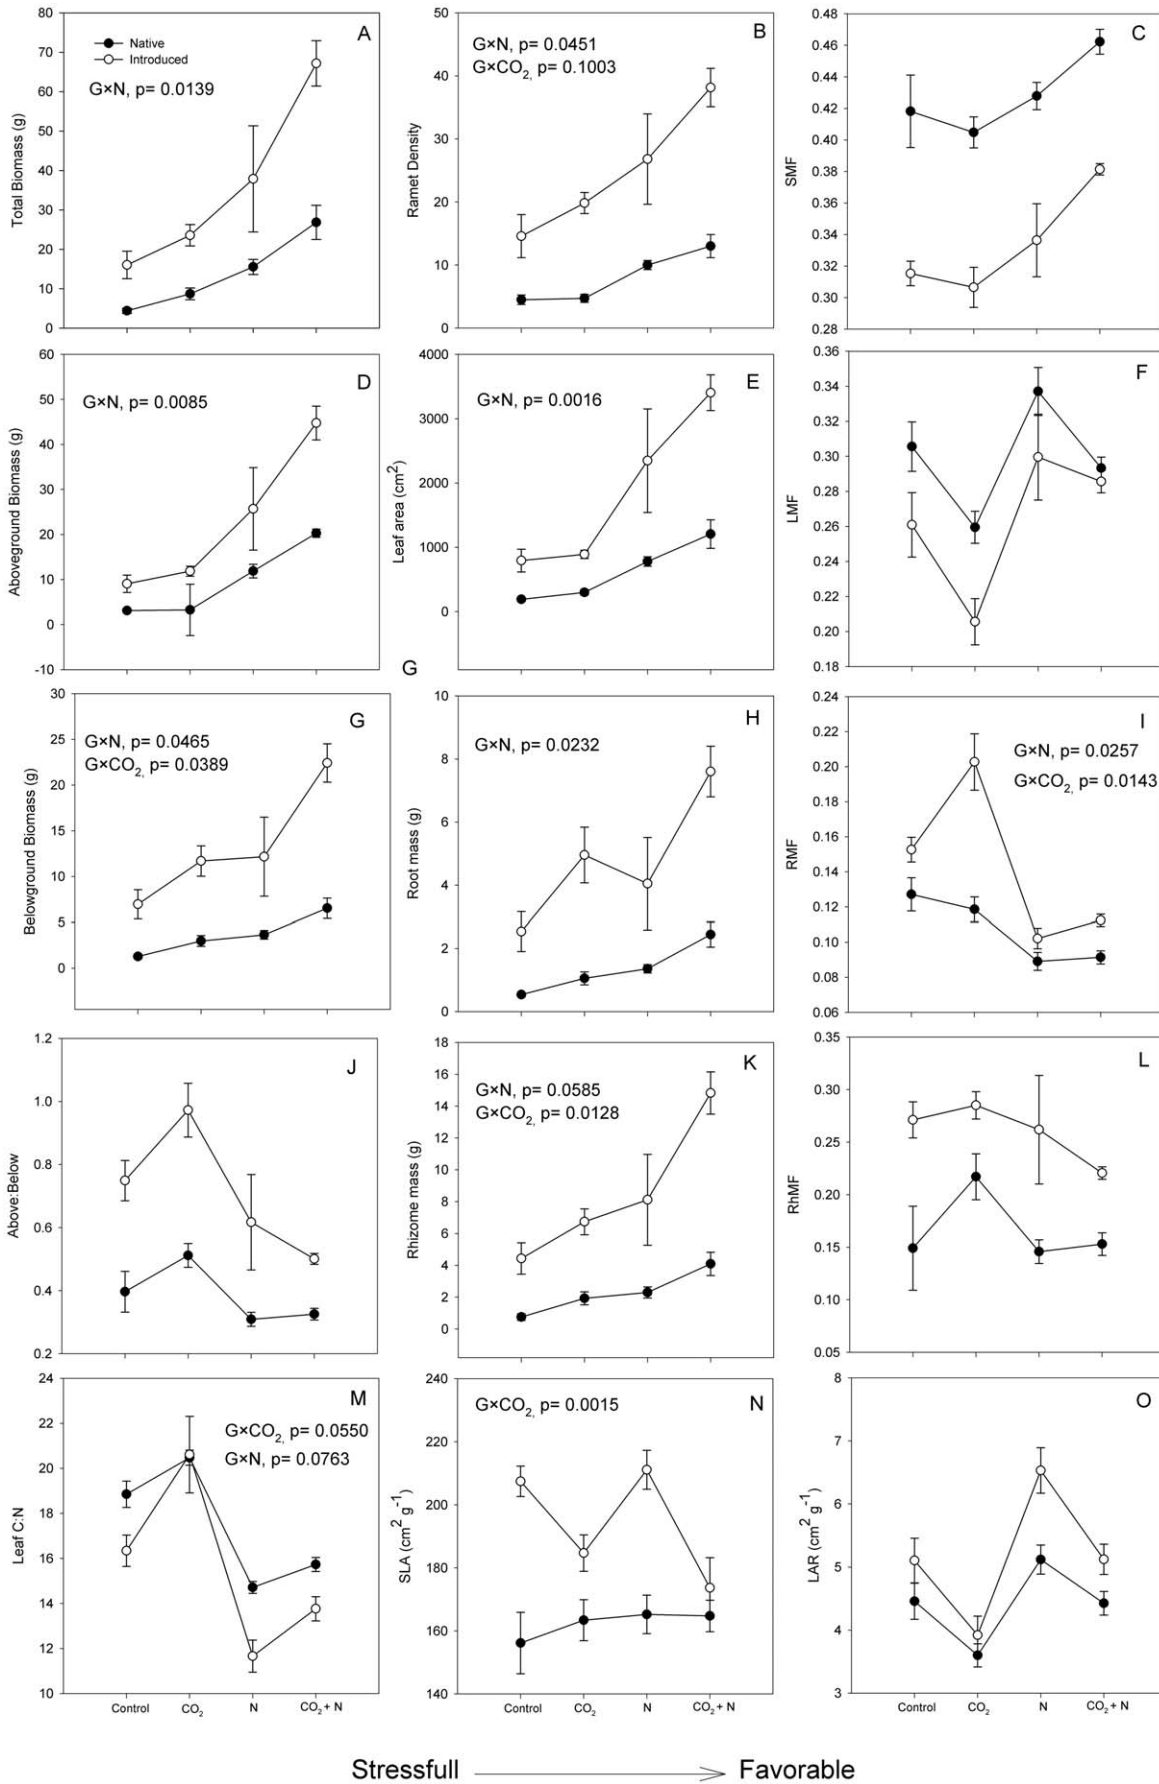 A
80
70
60
50
40
30
20
10
0
Total Biomass (g)
Native
Introduced
G×N, p= 0.0139
B
50
40
30
20
10
0
Ramet Density
G×N, p= 0.0451
G×CO2, p= 0.1003
C
0.48
0.46
0.44
0.42
0.40
0.38
0.36
0.34
0.32
0.30
0.28
SMF
D
60
50
40
30
20
10
0
-10
Aboveground Biomass (g)
G×N, p= 0.0085
E
4000
3000
2000
1000
0
Leaf area (cm2)
G×N, p= 0.0016
F
0.36
0.34
0.32
0.30
0.28
0.26
0.24
0.22
0.20
0.18
LMF
G
G
30
25
20
15
10
5
0
Belowground Biomass (g)
G×N, p= 0.0465
G×CO2, p= 0.0389
H
10
8
6
4
2
0
Root mass (g)
G×N, p= 0.0232
I
0.24
0.22
0.20
0.18
0.16
0.14
0.12
0.10
0.08
0.06
RMF
G×N, p= 0.0257
G×CO2, p= 0.0143
J
1.2
1.0
0.8
0.6
0.4
0.2
Above:Below
K
18
16
14
12
10
8
6
4
2
0
Rhizome mass (g)
G×N, p= 0.0585
G×CO2, p= 0.0128
L
0.35
0.30
0.25
0.20
0.15
0.10
0.05
RhMF
M
24
22
20
18
16
14
12
10
Leaf C:N
G×CO2, p= 0.0550
G×N, p= 0.0763
Control CO2 N CO2 + N
N
240
220
200
180
160
140
SLA (cm2 g-1)
G×CO2, p= 0.0015
Control CO2 N CO2 + N
O
8
7
6
5
4
3
LAR (cm2 g-1)
Control CO2 N CO2 + N
Stressfull Favorable